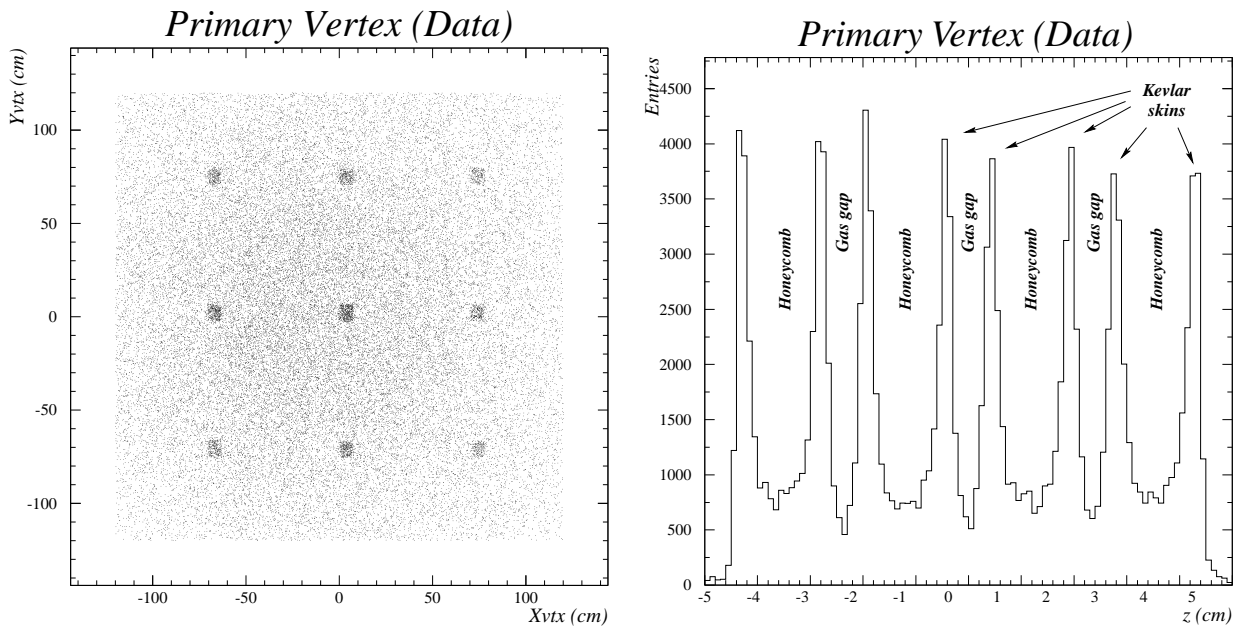 Primary Vertex (Data)
Yvtx (cm)
100
50
0
-50
-100
-100
-50
0
50
100
Xvtx (cm)
Primary Vertex (Data)
Entries
4500
4000
3500
3000
2500
2000
1500
1000
500
0
Kevlar
skins
Honeycomb
Gas gap
Honeycomb
Gas gap
Honeycomb
Gas gap
Honeycomb
-5
-4
-3
-2
-1
0
1
2
3
4
5
z (cm)